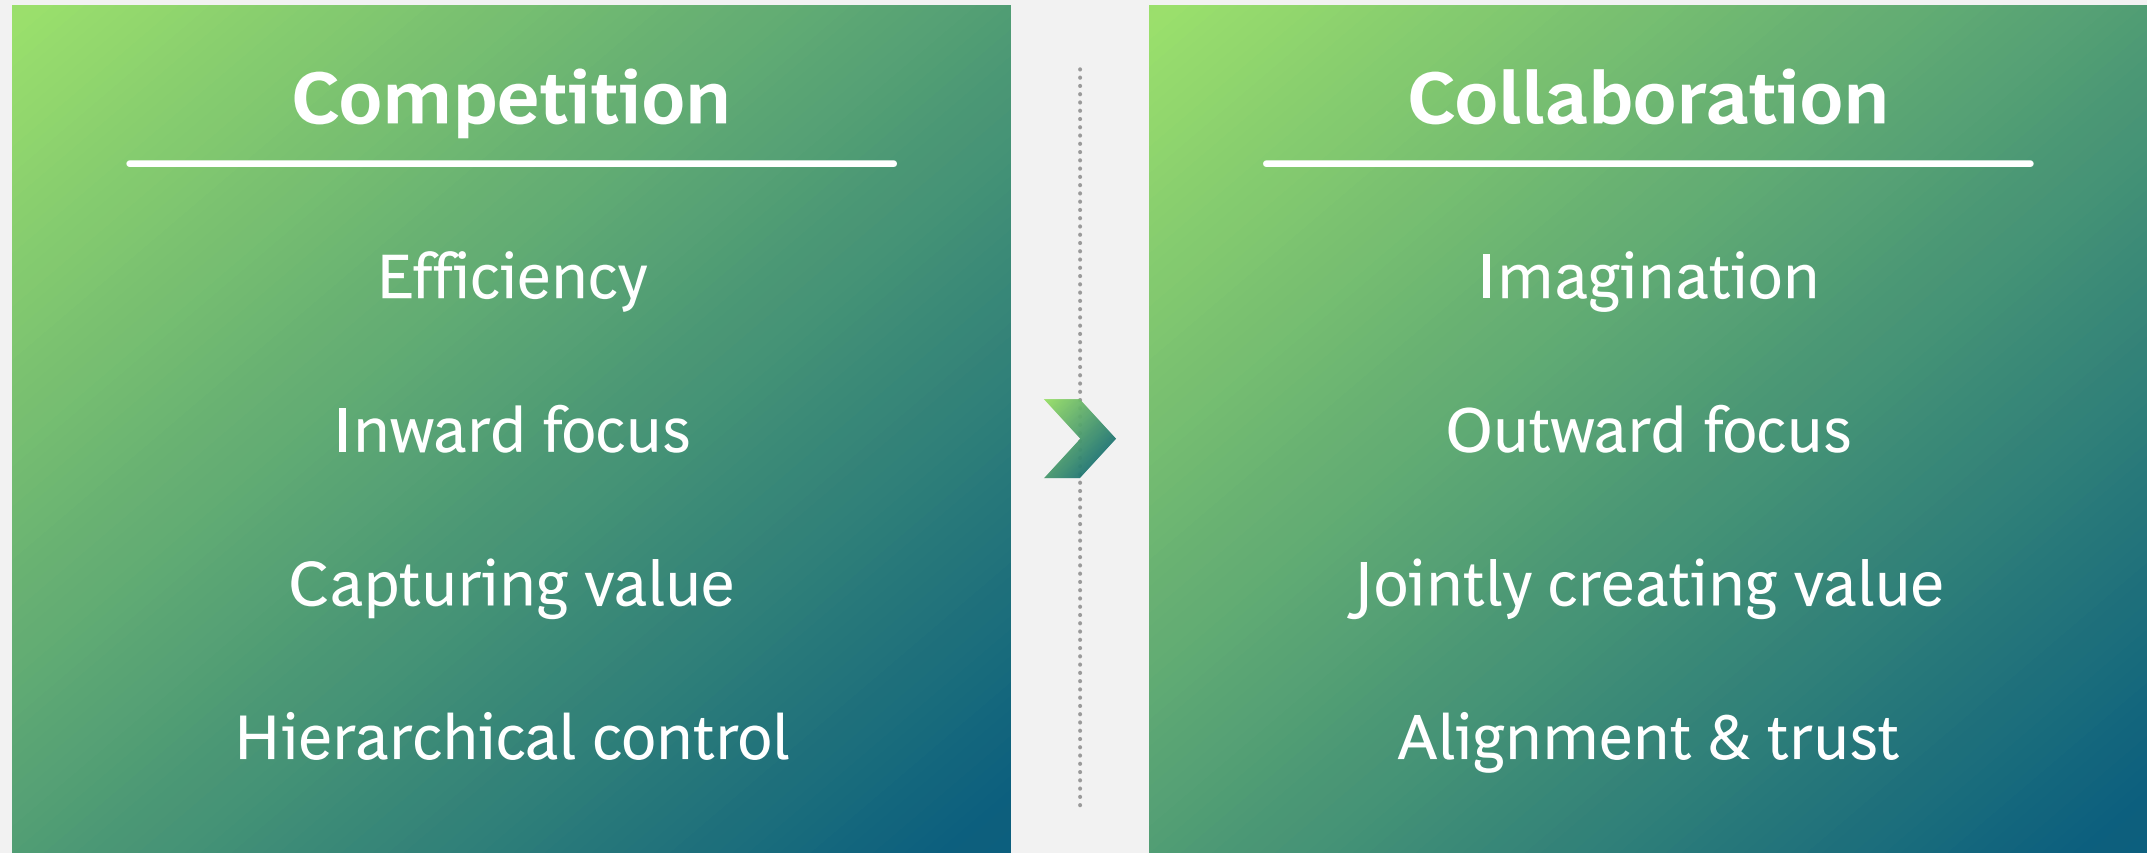 Competition
Efficiency
Inward focus
Capturing value
Hierarchical control
Collaboration
Imagination
Outward focus
Jointly creating value
Alignment & trust